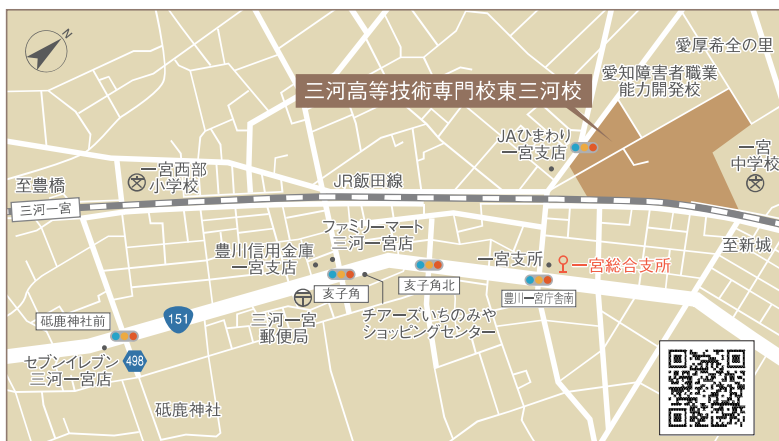 N
愛厚希全の里
愛知障害者職業
能力開発校
三河高等技術専門校東三河校
JAひまわり
一宮支店
一宮
中学校
一宮西部
小学校
文
文
至豊橋
JR飯田線
三河一宮
ファミリーマート
三河一宮店
豊川信用金庫
一宮支店
一宮支所
一宮総合支所
至新城
亥子角
亥子角北
豊川一宮庁舎南
三河一宮
郵便局
チアーズいちのみや
ショッピングセンター
砥鹿神社前
151
セブンイレブン
三河一宮店
498
砥鹿神社